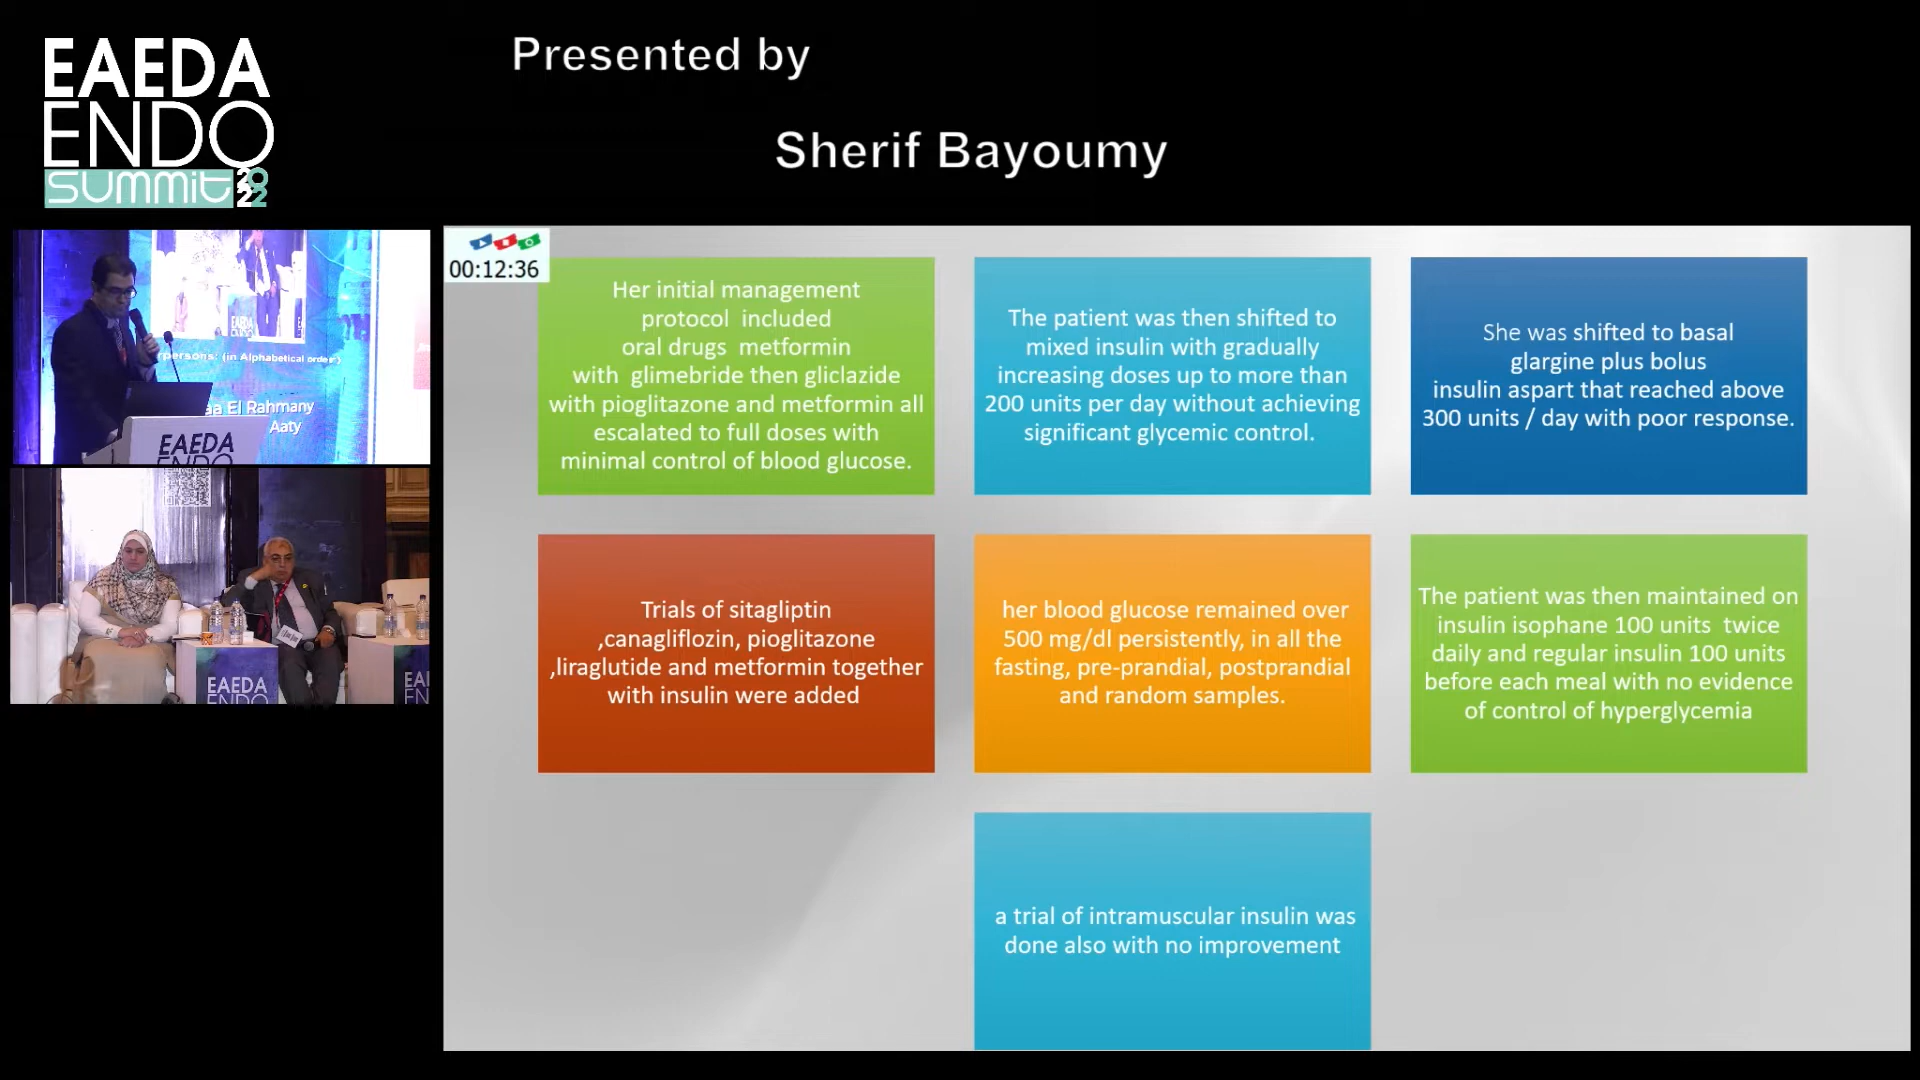 EAEDA
ENDO
SUMMIT 2022
Presented by
Sherif Bayoumy
00:12:36
Her initial management
protocol included
oral drugs metformin
with glimebride then gliclazide
with pioglitazone and metformin all
escalated to full doses with
minimal control of blood glucose.
The patient was then shifted to
mixed insulin with gradually
increasing doses up to more than
200 units per day without achieving
significant glycemic control.
She was shifted to basal
glargine plus bolus
insulin aspart that reached above
300 units / day with poor response.
Trials of sitagliptin
,canagliflozin, pioglitazone
,liraglutide and metformin together
with insulin were added
her blood glucose remained over
500 mg/dl persistently, in all the
fasting, pre-prandial, postprandial
and random samples.
The patient was then maintained on
insulin isophane 100 units twice
daily and regular insulin 100 units
before each meal with no evidence
of control of hyperglycemia
a trial of intramuscular insulin was
done also with no improvement
persons: (in Alphabetical order)
aa El Rahmany
Aaty
EAEDA
ENDO
EAEDA
ENDO
EAE
END